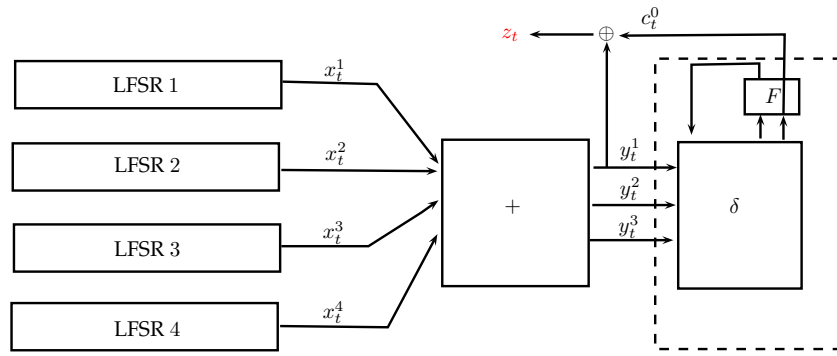 z_t
⊕
c_t^0
LFSR 1
x_t^1
F
LFSR 2
x_t^2
y_t^1
+
y_t^2
δ
LFSR 3
x_t^3
y_t^3
LFSR 4
x_t^4